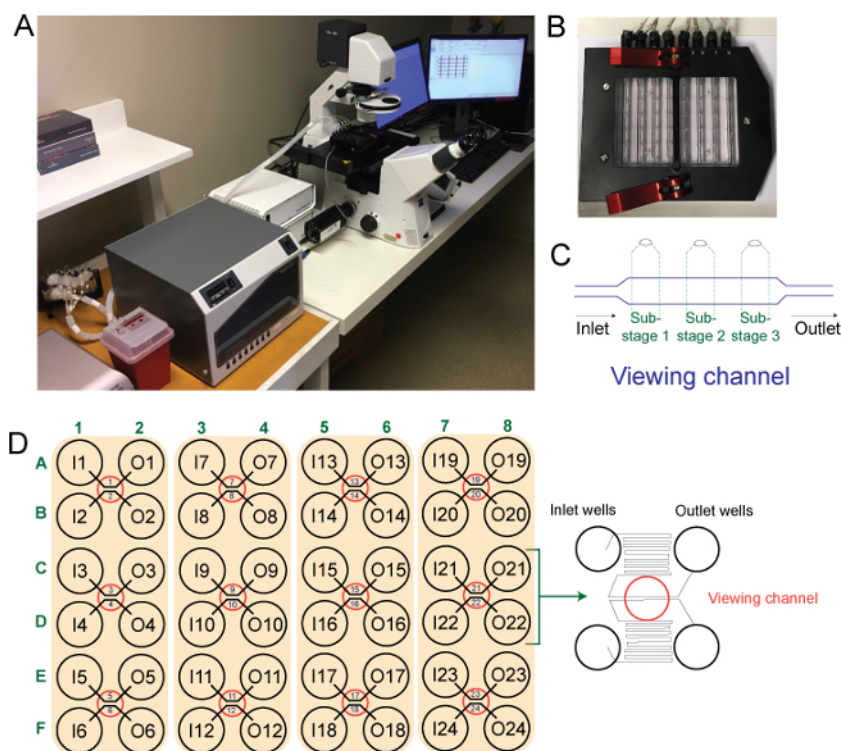 A
B
C
Inlet
Sub-
stage 1
Sub-
stage 2
Sub-
stage 3
Outlet
Viewing channel
D
1 2 3 4 5 6 7 8
A I1 O1 I7 O7 I13 O13 I19 O19
1 7 13 19
2 8 14 20
B I2 O2 I8 O8 I14 O14 I20 O20
C I3 O3 I9 O9 I15 O15 I21 O21
3 9 15 21
4 10 16 22
D I4 O4 I10 O10 I16 O16 I22 O22
E I5 O5 I11 O11 I17 O17 I23 O23
5 11 17 23
6 12 18 24
F I6 O6 I12 O12 I18 O18 I24 O24
Inlet wells
Outlet wells
Viewing channel